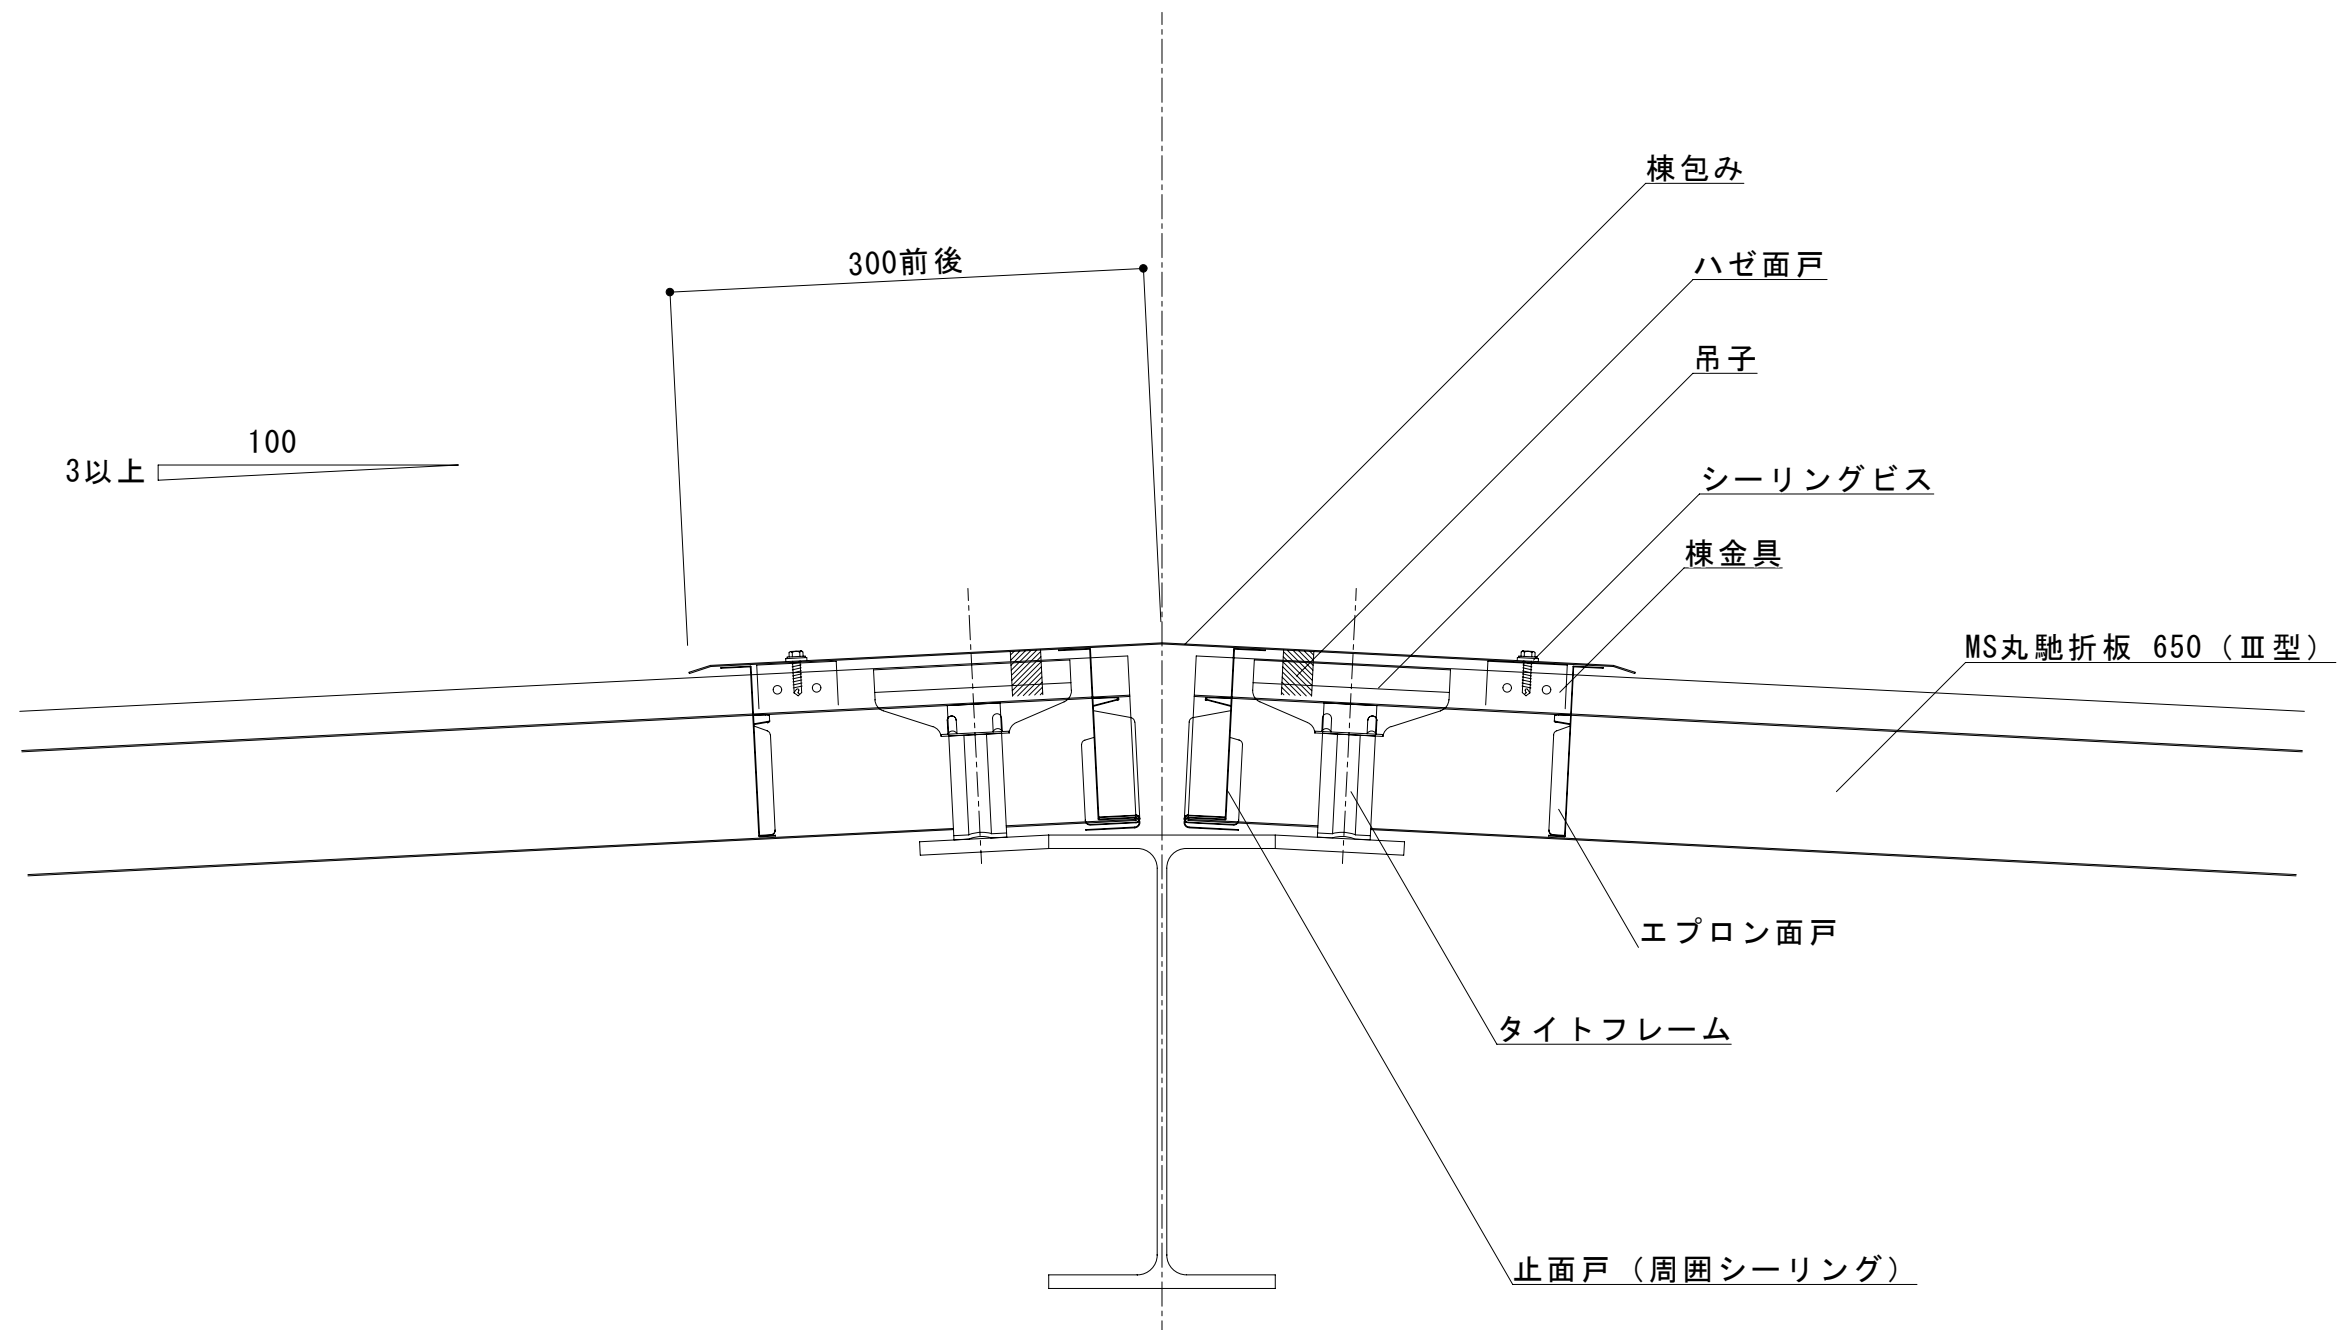 棟包み
300前後
ハゼ面戸
吊子
100
3以上
シーリングビス
棟金具
MS丸馳折板 650（Ⅲ型）
エプロン面戸
タイトフレーム
止面戸（周囲シーリング）